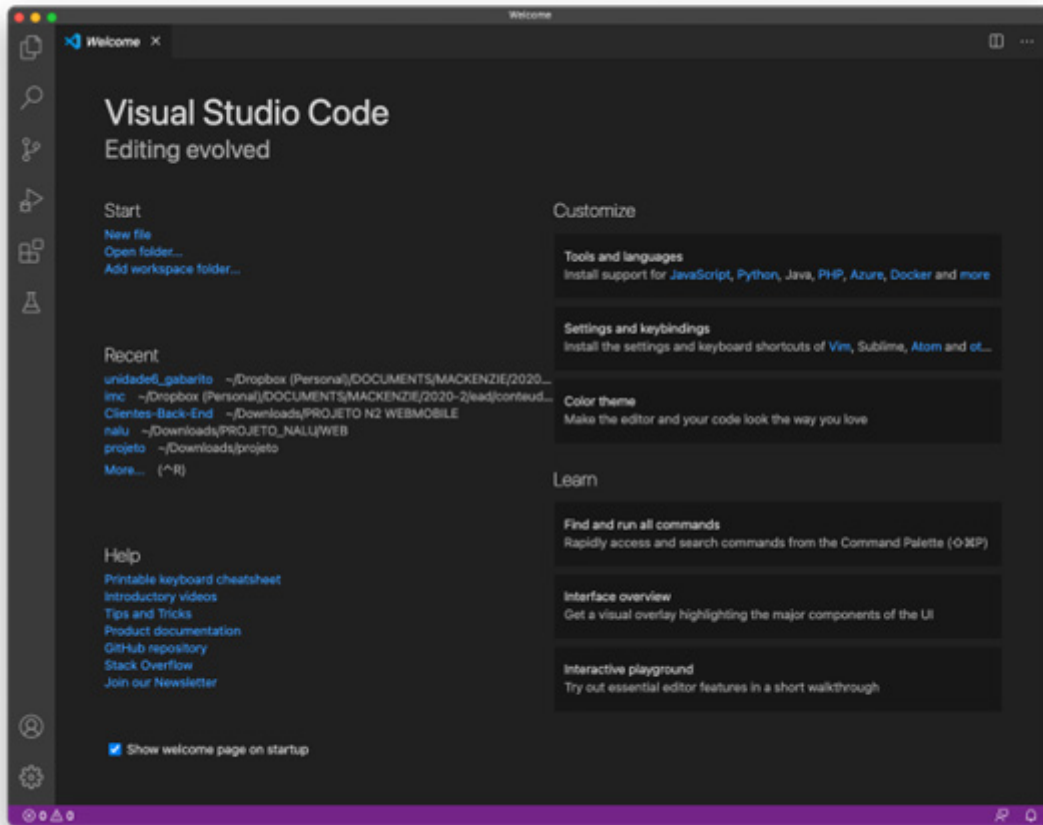 Welcome
Welcome
Visual Studio Code
Editing evolved
Start
New file
Open folder...
Add workspace folder...
Recent
unidade6_gabarito ~/Dropbox (Personal)/DOCUMENTS/MACKENZIE/2020...
imc ~/Dropbox (Personal)/DOCUMENTS/MACKENZIE/2020-2/ead/conteud...
Clientes-Back-End ~/Downloads/PROJETO N2 WEBMOBILE
nalu ~/Downloads/PROJETO_NALU/WEB
projeto ~/Downloads/projeto
More... (^R)
Help
Printable keyboard cheatsheet
Introductory videos
Tips and Tricks
Product documentation
GitHub repository
Stack Overflow
Join our Newsletter
Show welcome page on startup
Customize
Tools and languages
Install support for JavaScript, Python, Java, PHP, Azure, Docker and more
Settings and keybindings
Install the settings and keyboard shortcuts of Vim, Sublime, Atom and ot...
Color theme
Make the editor and your code look the way you love
Learn
Find and run all commands
Rapidly access and search commands from the Command Palette (⇧⌘P)
Interface overview
Get a visual overlay highlighting the major components of the UI
Interactive playground
Try out essential editor features in a short walkthrough
0 0